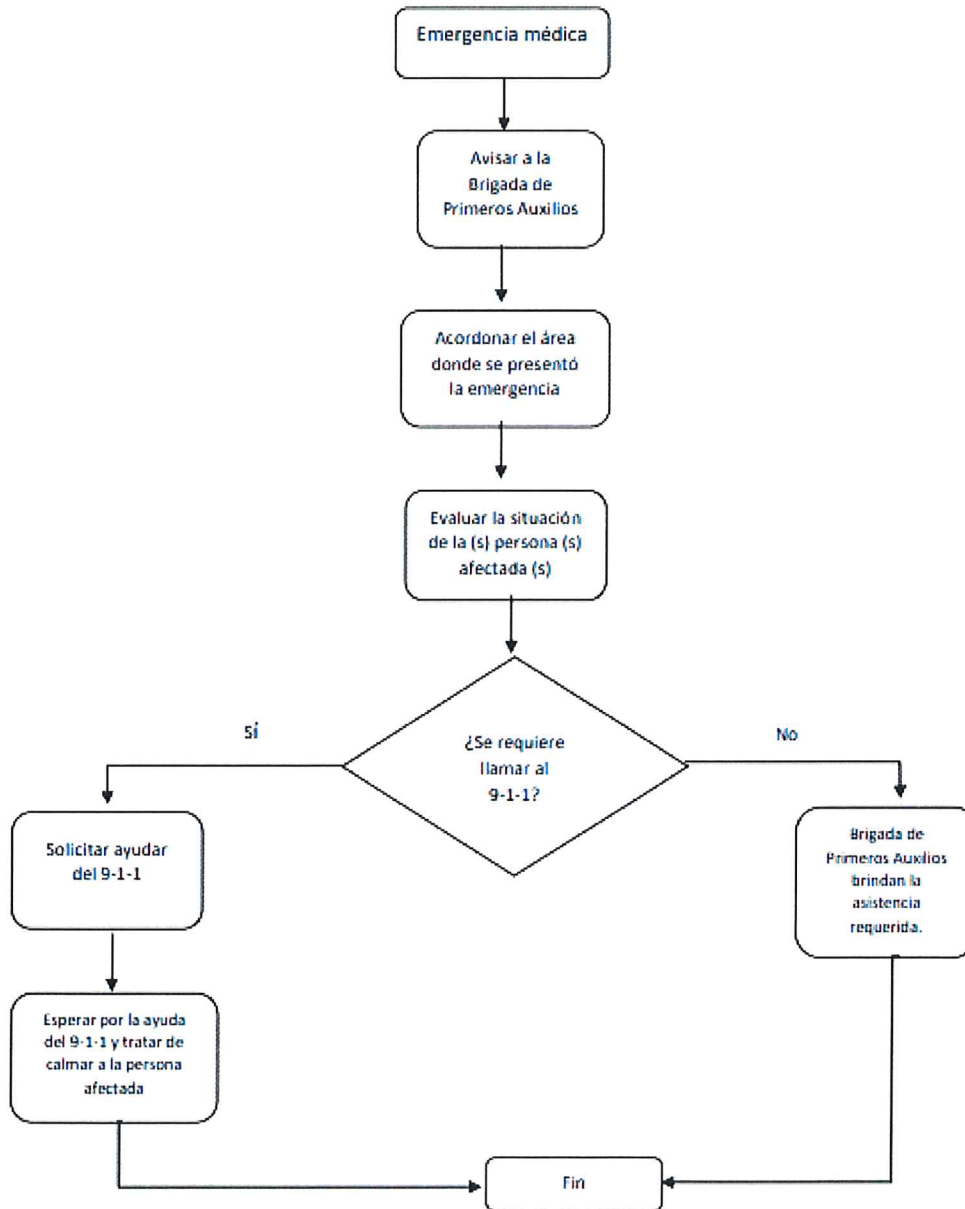 Emergencia médica
Avisar a la
Brigada de
Primeros Auxilios
Acordonar el área
donde se presentó
la emergencia
Evaluar la situación
de la (s) persona (s)
afectada (s)
¿Se requiere
llamar al
9-1-1?
SÍ
No
Solicitar ayudar
del 9-1-1
Brigada de
Primeros Auxilios
brindan la
asistencia
requerida.
Esperar por la ayuda
del 9-1-1 y tratar de
calmar a la persona
afectada
Fin